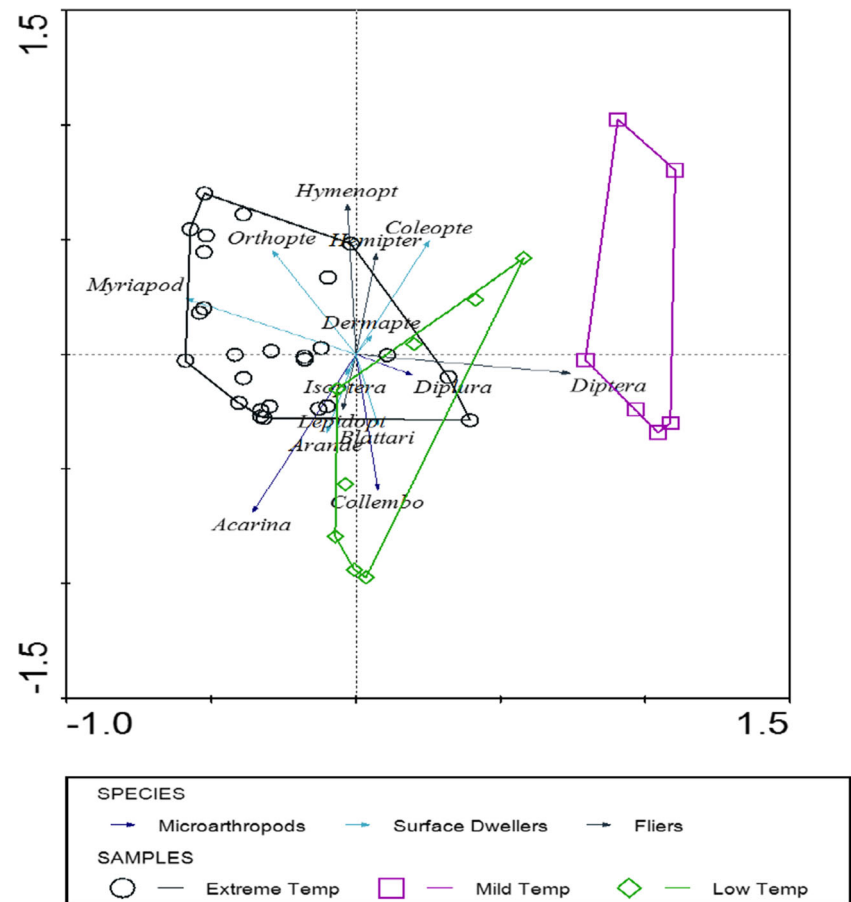 1.5
Hymenopt
Coleopte
Orthopte
Hemipter
Myriapod
Dermapte
Isoptera
Diplura
Diptera
Lepidopt
Blattari
Collembo
Acarina
-1.5
-1.0
1.5
SPECIES
Microarthropods
Surface Dwellers
Fliers
SAMPLES
Extreme Temp
Mild Temp
Low Temp